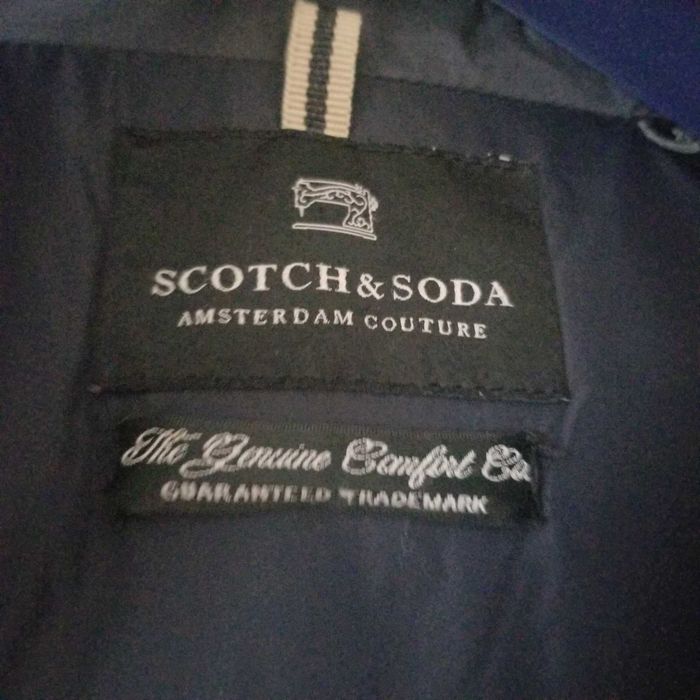 SCOTCH & SODA
AMSTERDAM COUTURE
The Genuine Comfort Co.
GUARANTEED TRADEMARK